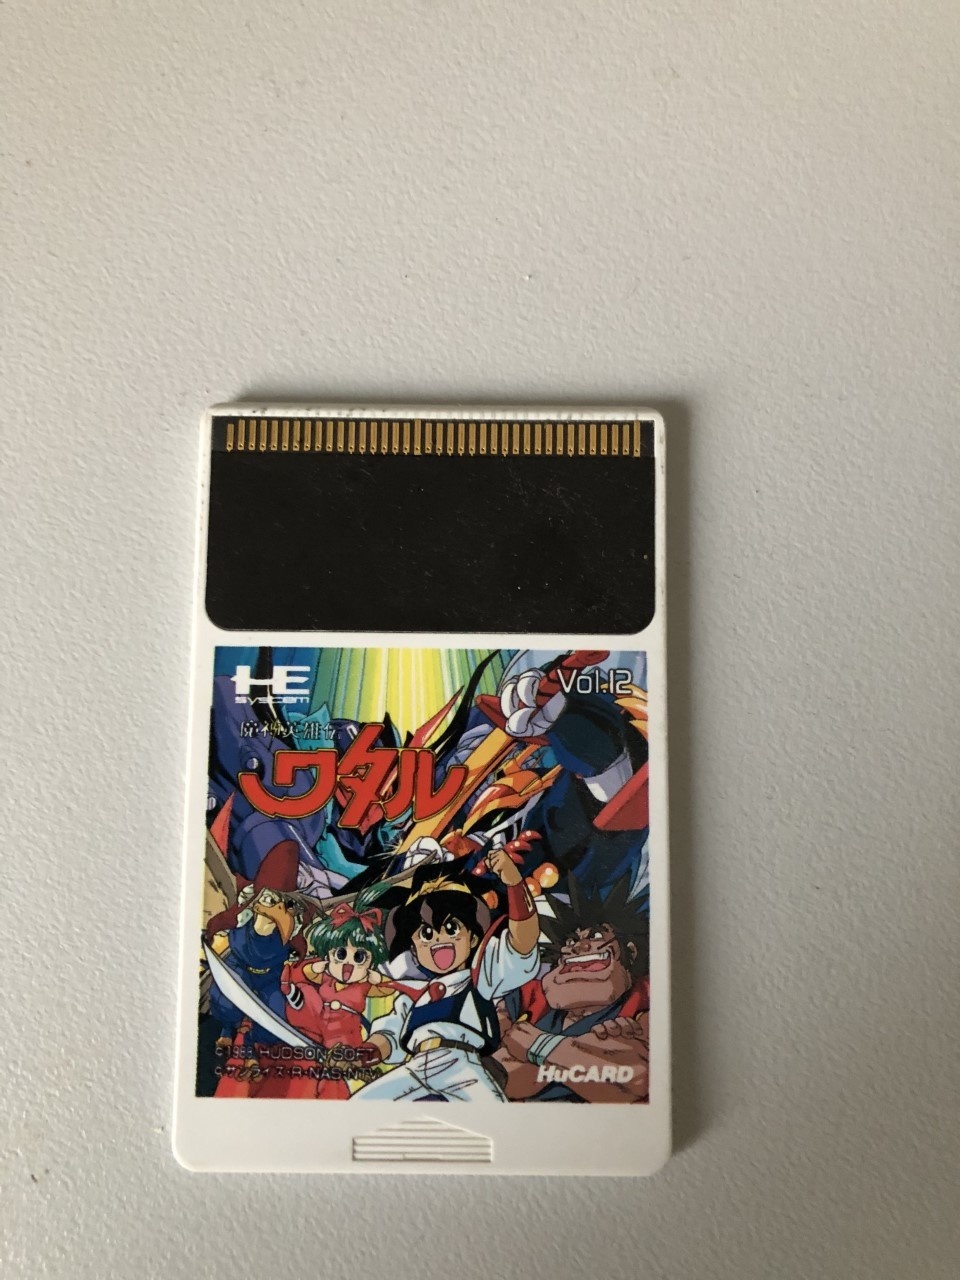 HE
system
Vol.12
魔神英雄伝
ワタル
© 1988 HUDSON SOFT
© サンライズ・R・NAS・NTV
HuCARD